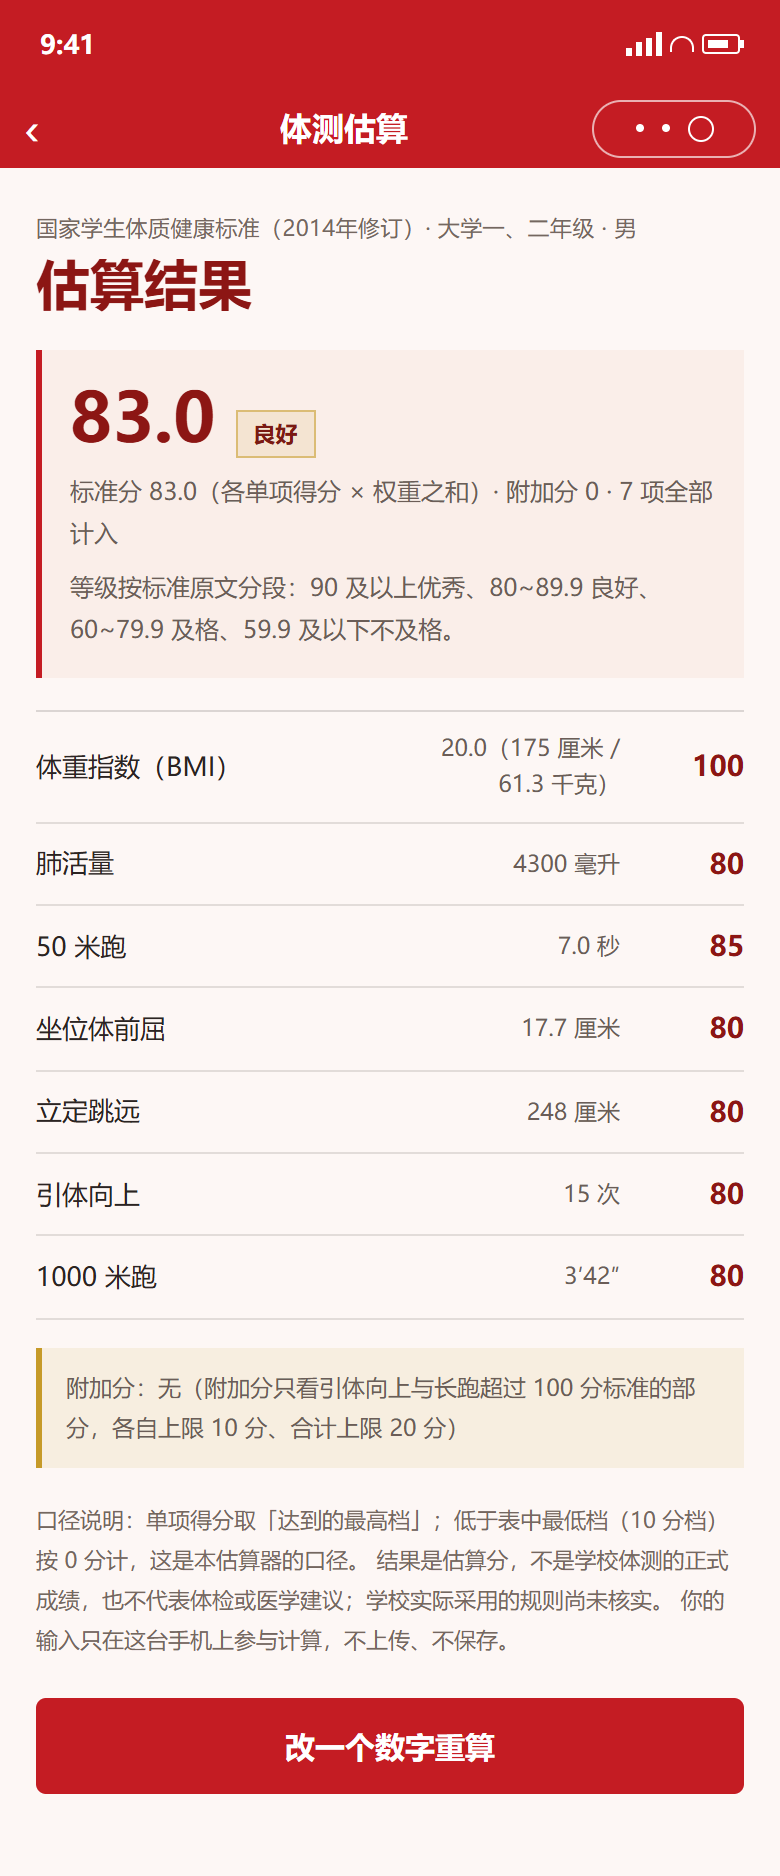 9:41
‹ 体测估算
国家学生体质健康标准（2014年修订）· 大学一、二年级 · 男
估算结果
83.0 良好
标准分 83.0（各单项得分 × 权重之和）· 附加分 0 · 7 项全部
计入
等级按标准原文分段：90 及以上优秀、80~89.9 良好、
60~79.9 及格、59.9 及以下不及格。
体重指数（BMI） 20.0（175 厘米 /
61.3 千克） 100
肺活量 4300 毫升 80
50 米跑 7.0 秒 85
坐位体前屈 17.7 厘米 80
立定跳远 248 厘米 80
引体向上 15 次 80
1000 米跑 3′42″ 80
附加分：无（附加分只看引体向上与长跑超过 100 分标准的部
分，各自上限 10 分、合计上限 20 分）
口径说明：单项得分取「达到的最高档」；低于表中最低档（10 分档）
按 0 分计，这是本估算器的口径。 结果是估算分，不是学校体测的正式
成绩，也不代表体检或医学建议；学校实际采用的规则尚未核实。 你的
输入只在这台手机上参与计算，不上传、不保存。
改一个数字重算